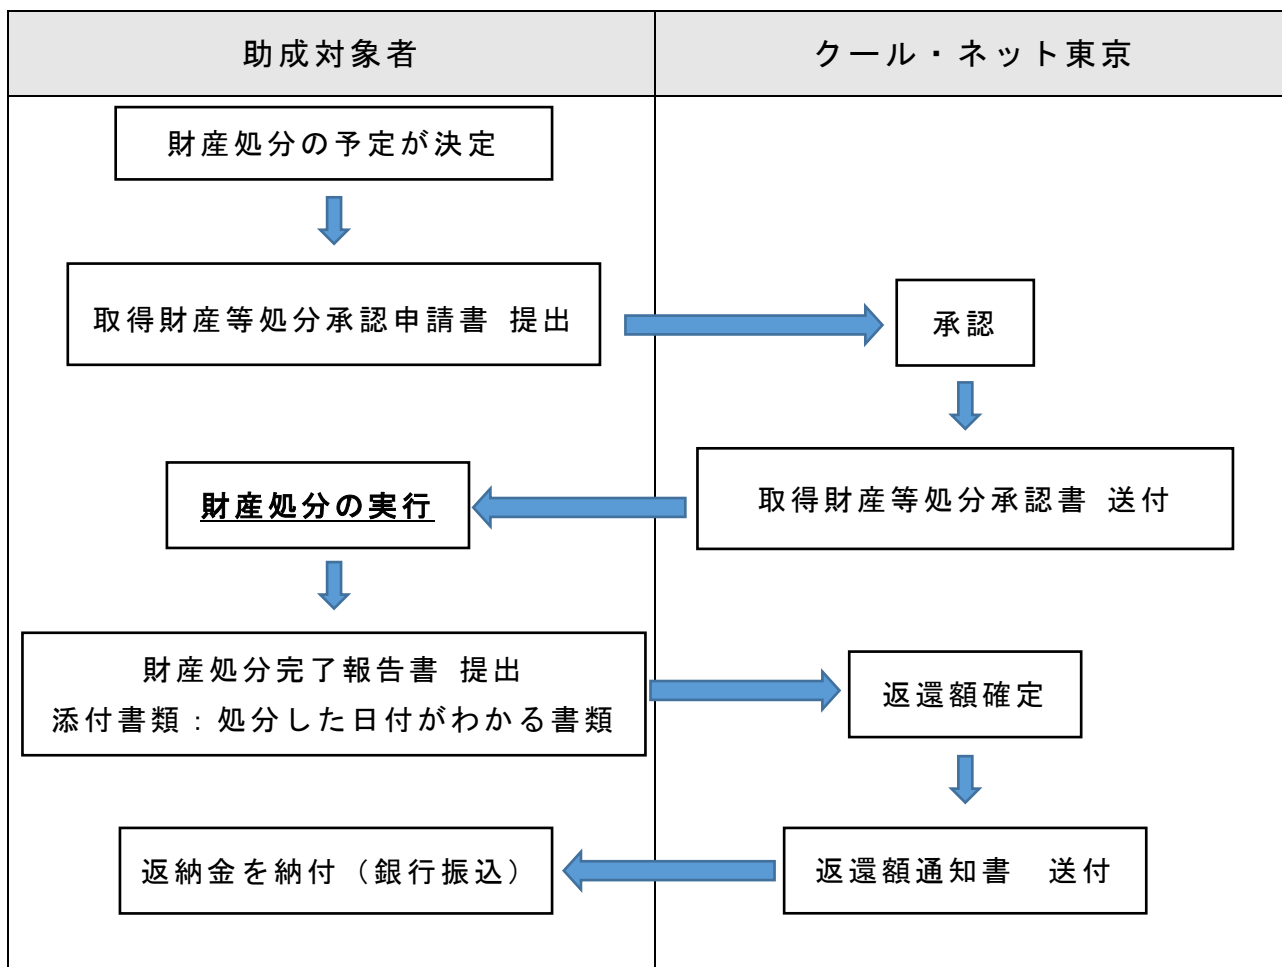 助成対象者
クール・ネット東京
財産処分の予定が決定
取得財産等処分承認申請書 提出
承認
取得財産等処分承認書 送付
財産処分の実行
財産処分完了報告書 提出
添付書類：処分した日付がわかる書類
返還額確定
返還額通知書　送付
返納金を納付（銀行振込）